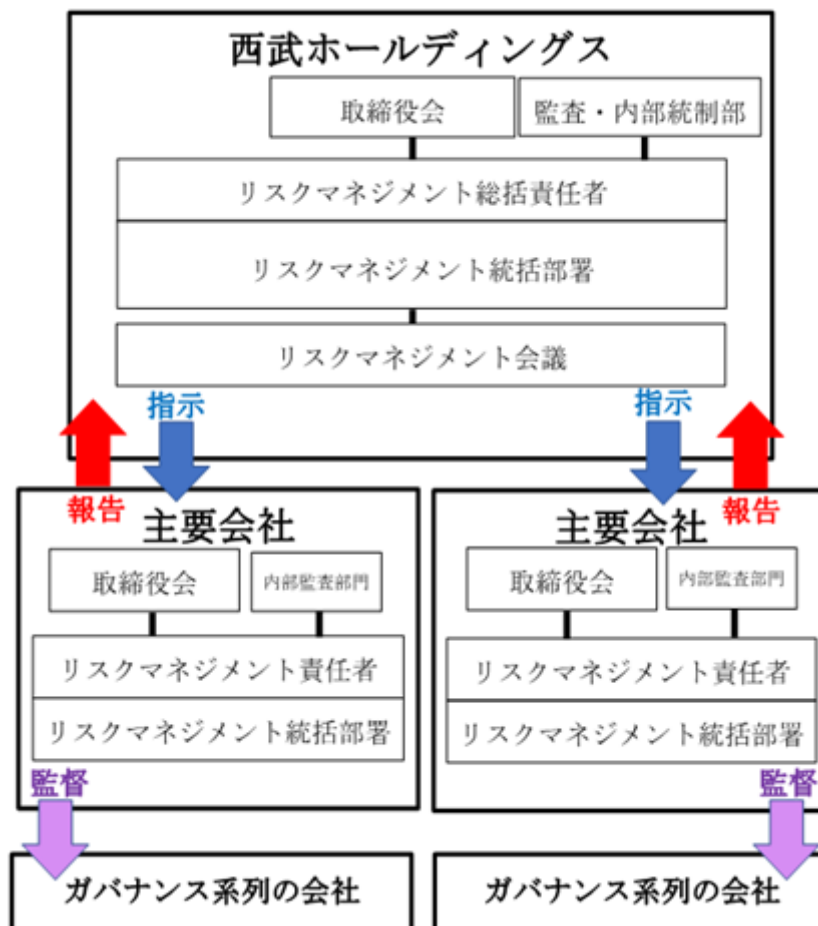 西武ホールディングス
取締役会
監査・内部統制部
リスクマネジメント総括責任者
リスクマネジメント統括部署
リスクマネジメント会議
指示
指示
報告
報告
主要会社
取締役会
内部監査部門
リスクマネジメント責任者
リスクマネジメント統括部署
監督
主要会社
取締役会
内部監査部門
リスクマネジメント責任者
リスクマネジメント統括部署
監督
ガバナンス系列の会社
ガバナンス系列の会社